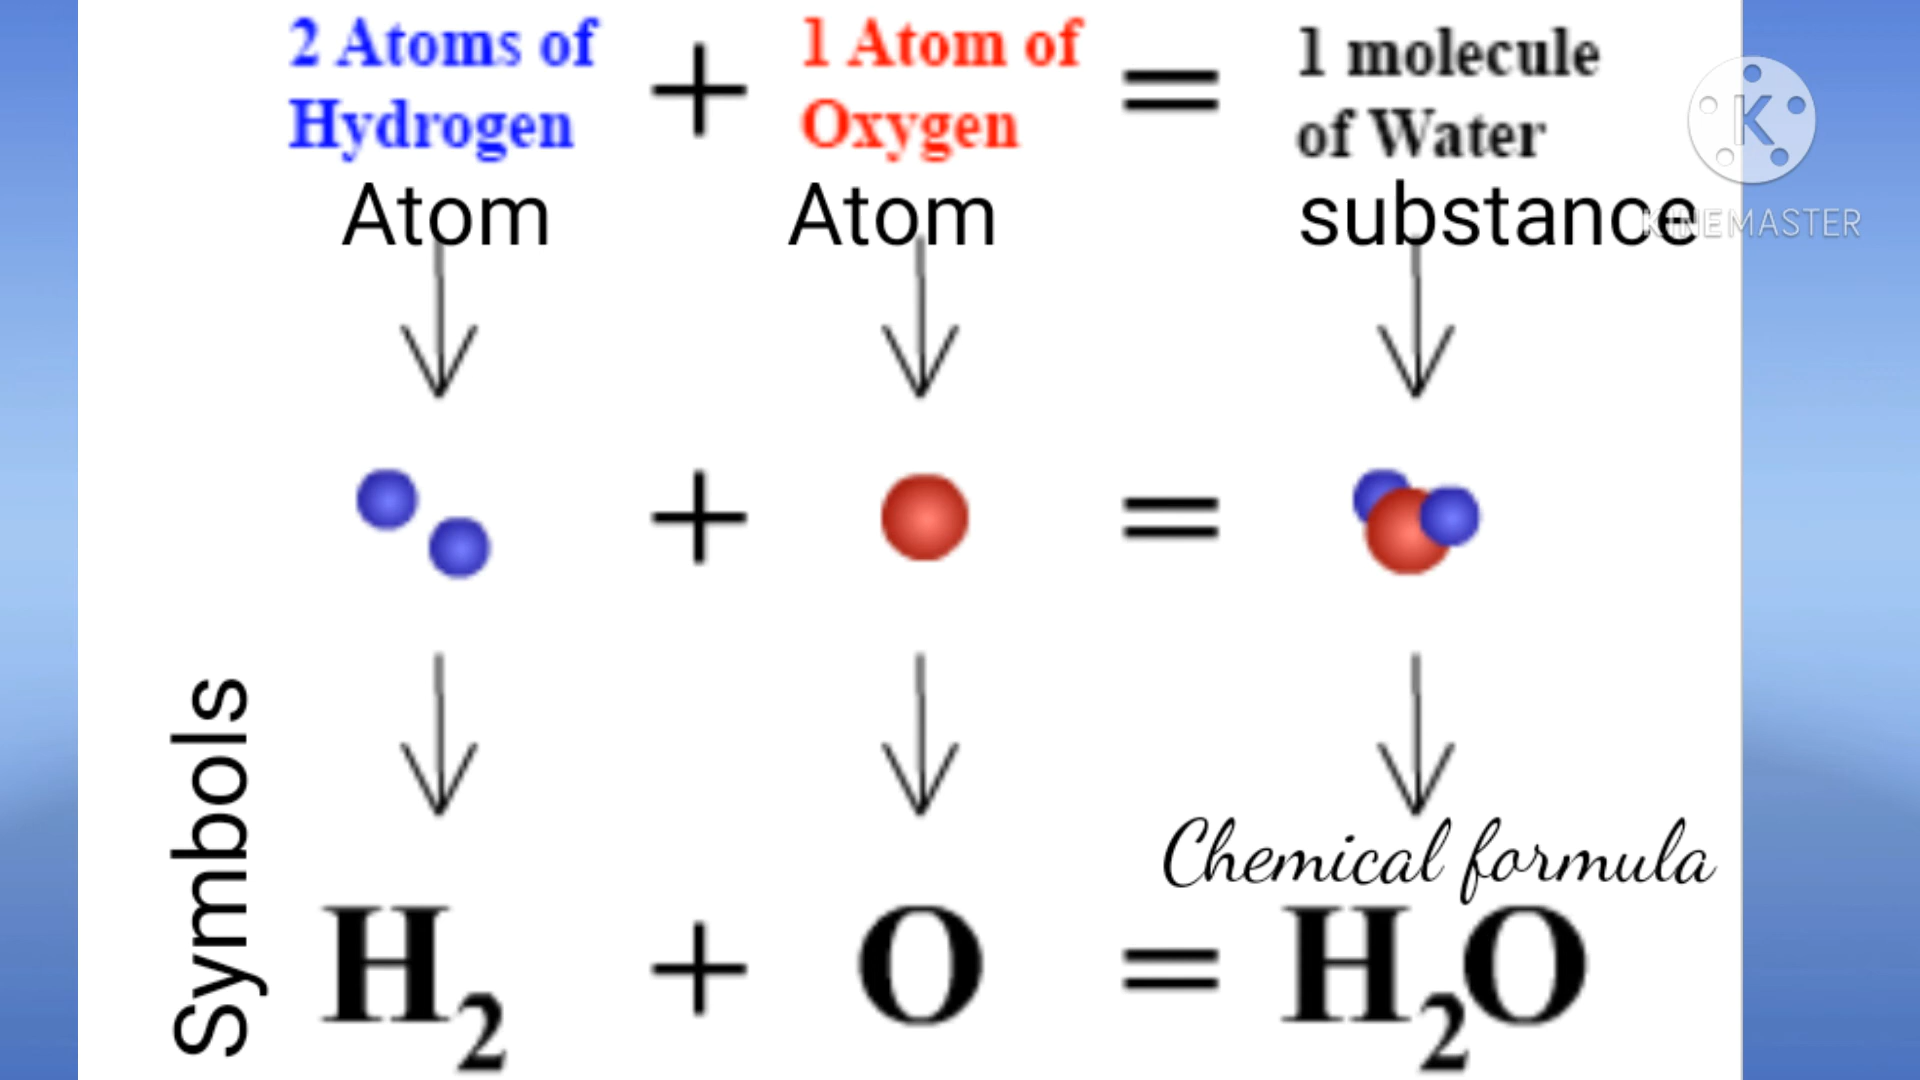 2 Atoms of Hydrogen + 1 Atom of Oxygen = 1 molecule of Water
Atom Atom substance
K
KINEMASTER
+ =
Symbols
Chemical formula
H₂ + O = H₂O